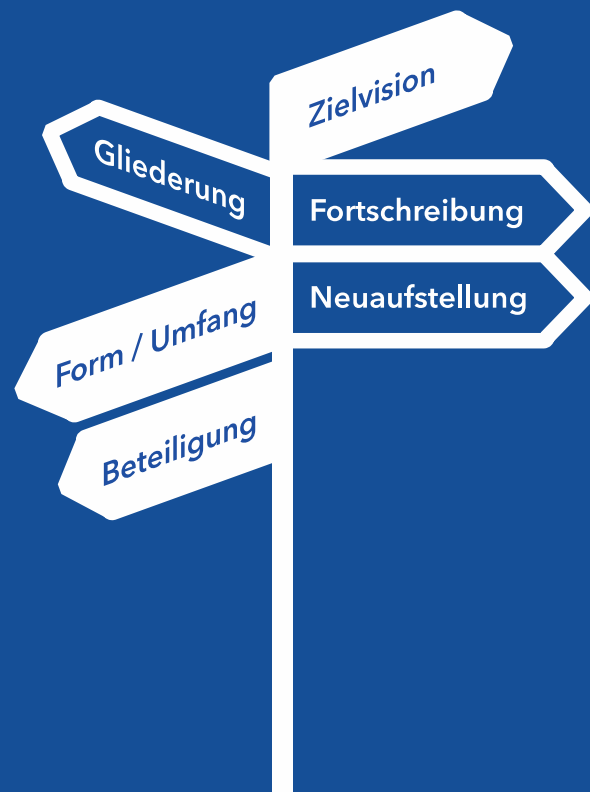 Zielvision
Gliederung
Fortschreibung
Neuaufstellung
Form / Umfang
Beteiligung